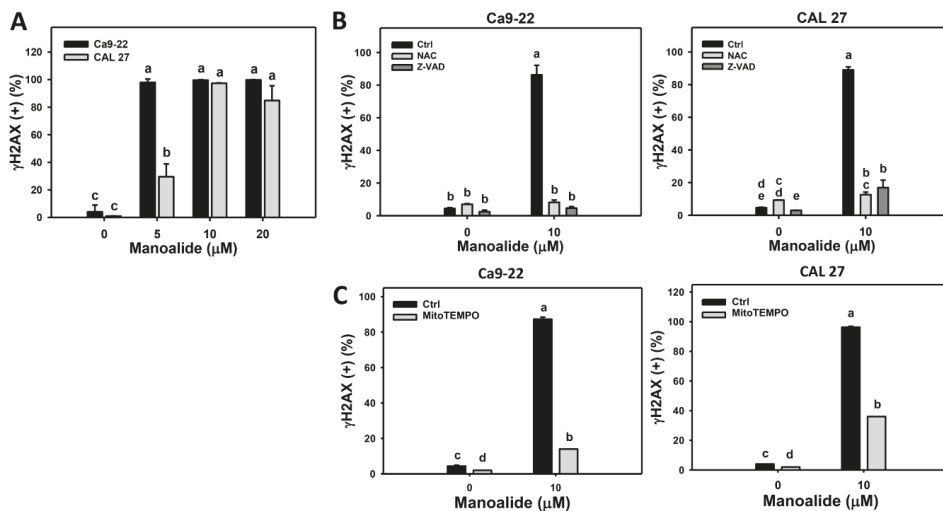 A
Ca9-22
CAL 27
γH2AX (+) (%)
120
100
80
60
40
20
0
c c
a
b
a a
a a
0 5 10 20
Manoalide (μM)
B
Ca9-22
Ctrl
NAC
Z-VAD
γH2AX (+) (%)
100
80
60
40
20
0
b b b
a
b b
0 10
Manoalide (μM)
CAL 27
Ctrl
NAC
Z-VAD
γH2AX (+) (%)
100
80
60
40
20
0
d c
e d e
a
b b
c
0 10
Manoalide (μM)
C
Ca9-22
Ctrl
MitoTEMPO
γH2AX (+) (%)
100
80
60
40
20
0
c d
a
b
0 10
Manoalide (μM)
CAL 27
Ctrl
MitoTEMPO
γH2AX (+) (%)
120
100
80
60
40
20
0
c d
a
b
0 10
Manoalide (μM)